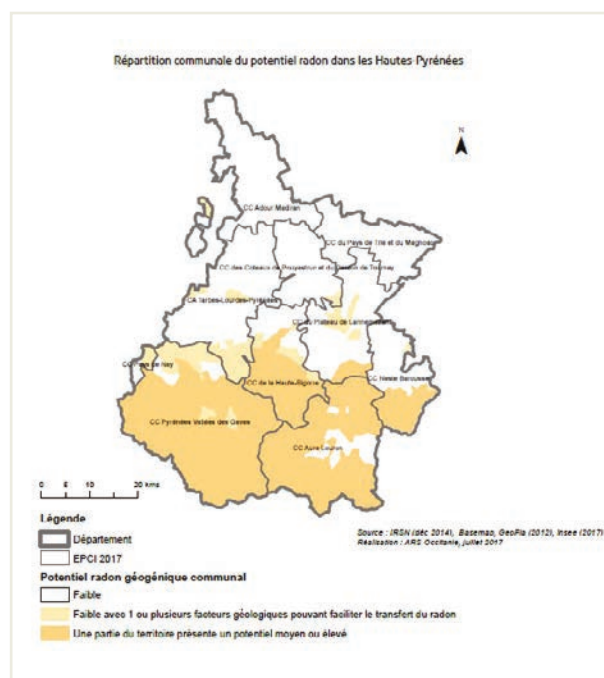 Répartition communale du potentiel radon dans les Hautes-Pyrénées
N
CC Adour Madiran
CC du Pays de Trie et du Magnoac
CC des Coteaux de et du de Tournay
CA Tarbes-Lourdes-Pyrénées
CC du Plateau de Lannemezan
CC Pays de Nay
CC de la Haute-Bigorre
CC Neste Barousse
CC Pyrénées Vallées des Gaves
CC Aure Louron
0 5 10 20 kms
Légende
Département
EPCI 2017
Source : IRSN (déc 2014), Basemap, GeoFla (2012), Insee (2017)
Réalisation : ARS Occitanie, juillet 2017
Potentiel radon géogénique communal
Faible
Faible avec 1 ou plusieurs facteurs géologiques pouvant faciliter le transfert du radon
Une partie du territoire présente un potentiel moyen ou élevé